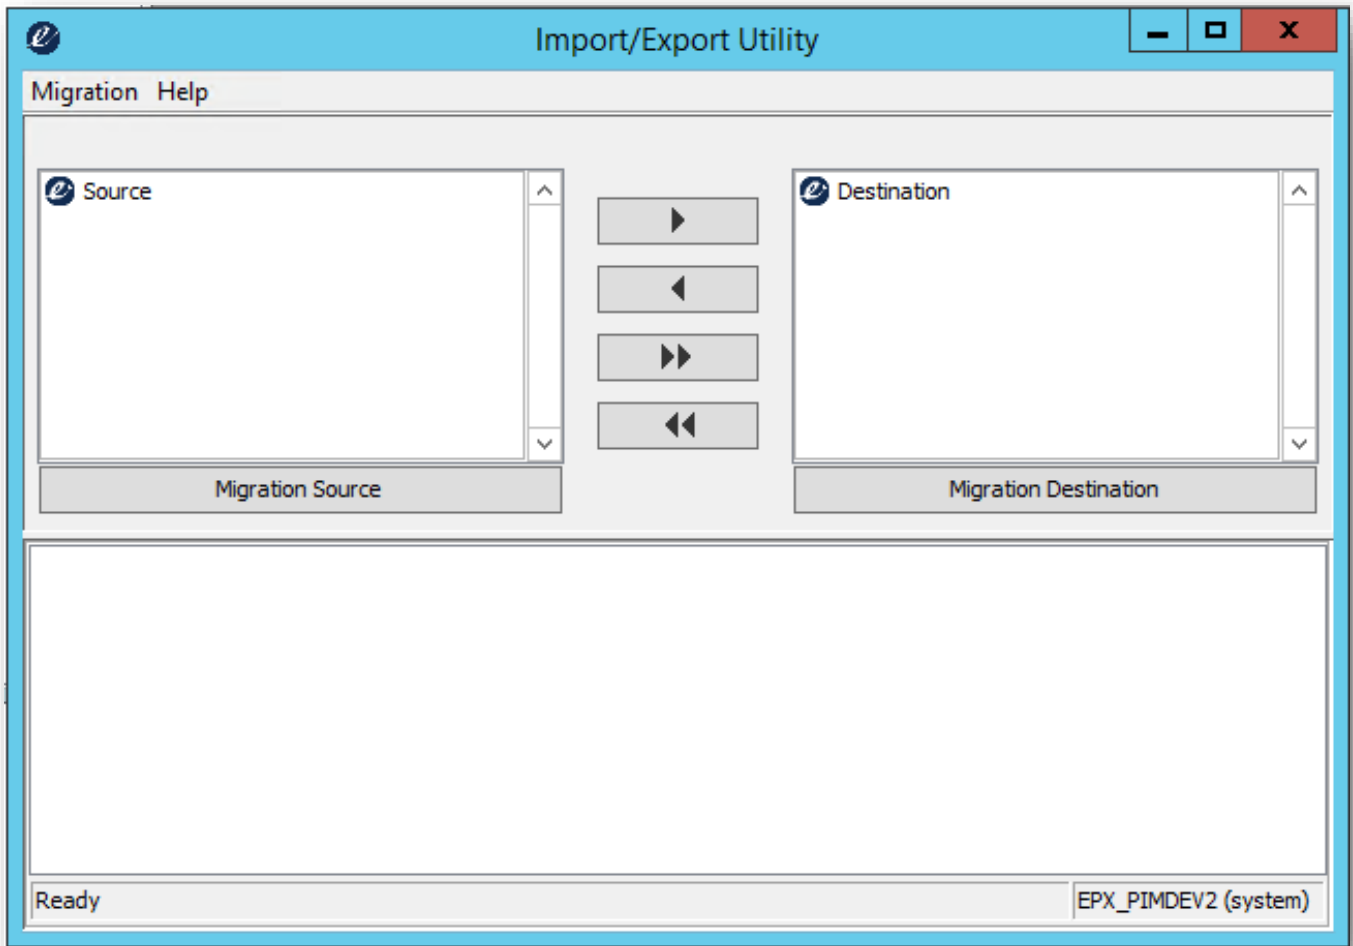 Import/Export Utility
Migration Help
Source
Destination
Migration Source
Migration Destination
Ready
EPX_PIMDEV2 (system)